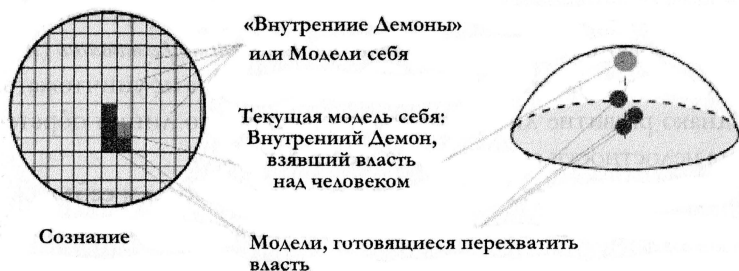 «Внутрениие Демоны»
или Модели себя
Текущая модель себя:
Внутрениий Демон,
взявший власть
над человеком
Сознание
Модели, готовящиеся перехватить
власть